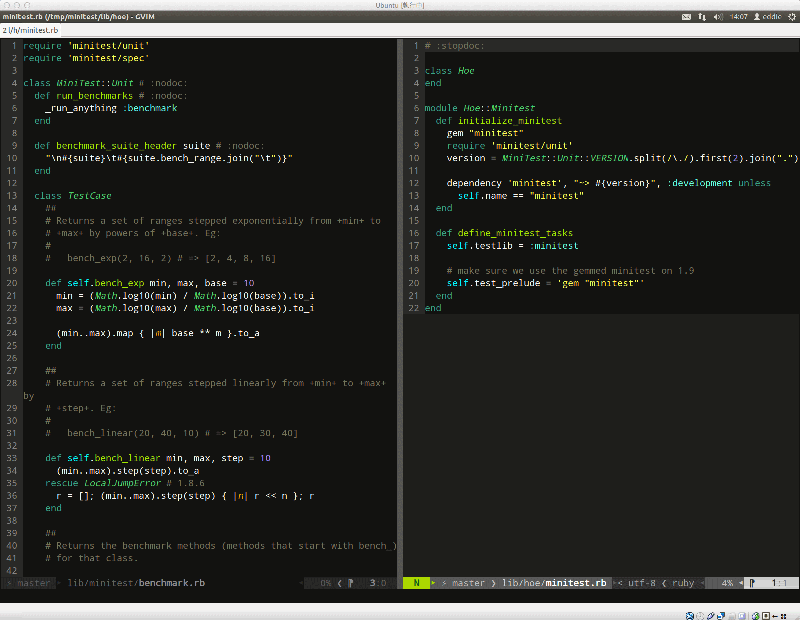 Ubuntu [執行中]
minitest.rb (/tmp/minitest/lib/hoe) - GVIM
14:07 eddie
2 (/h/minitest.rb
1 require 'minitest/unit'
2 require 'minitest/spec'
3
4 class MiniTest::Unit # :nodoc:
5 def run_benchmarks # :nodoc:
6 _run_anything :benchmark
7 end
8
9 def benchmark_suite_header suite # :nodoc:
10 "\n#{suite}\t#{suite.bench_range.join("\t")}"
11 end
12
13 class TestCase
14 ##
15 # Returns a set of ranges stepped exponentially from +min+ to
16 # +max+ by powers of +base+. Eg:
17 #
18 # bench_exp(2, 16, 2) # => [2, 4, 8, 16]
19
20 def self.bench_exp min, max, base = 10
21 min = (Math.log10(min) / Math.log10(base)).to_i
22 max = (Math.log10(max) / Math.log10(base)).to_i
23
24 (min..max).map { |m| base ** m }.to_a
25 end
26
27 ##
28 # Returns a set of ranges stepped linearly from +min+ to +max+
by
29 # +step+. Eg:
30 #
31 # bench_linear(20, 40, 10) # => [20, 30, 40]
32
33 def self.bench_linear min, max, step = 10
34 (min..max).step(step).to_a
35 rescue LocalJumpError # 1.8.6
36 r = []; (min..max).step(step) { |n| r << n }; r
37 end
38
39 ##
40 # Returns the benchmark methods (methods that start with bench_)
41 # for that class.
42
master lib/minitest/benchmark.rb 0% 3:0
1 # :stopdoc:
2
3 class Hoe
4 end
5
6 module Hoe::Minitest
7 def initialize_minitest
8 gem "minitest"
9 require 'minitest/unit'
10 version = MiniTest::Unit::VERSION.split(/\./).first(2).join(".")
11
12 dependency 'minitest', "~> #{version}", :development unless
13 self.name == "minitest"
14 end
15
16 def define_minitest_tasks
17 self.testlib = :minitest
18
19 # make sure we use the gemmed minitest on 1.9
20 self.test_prelude = 'gem "minitest"'
21 end
22 end
N master lib/hoe/minitest.rb utf-8 ruby 4% 1:1